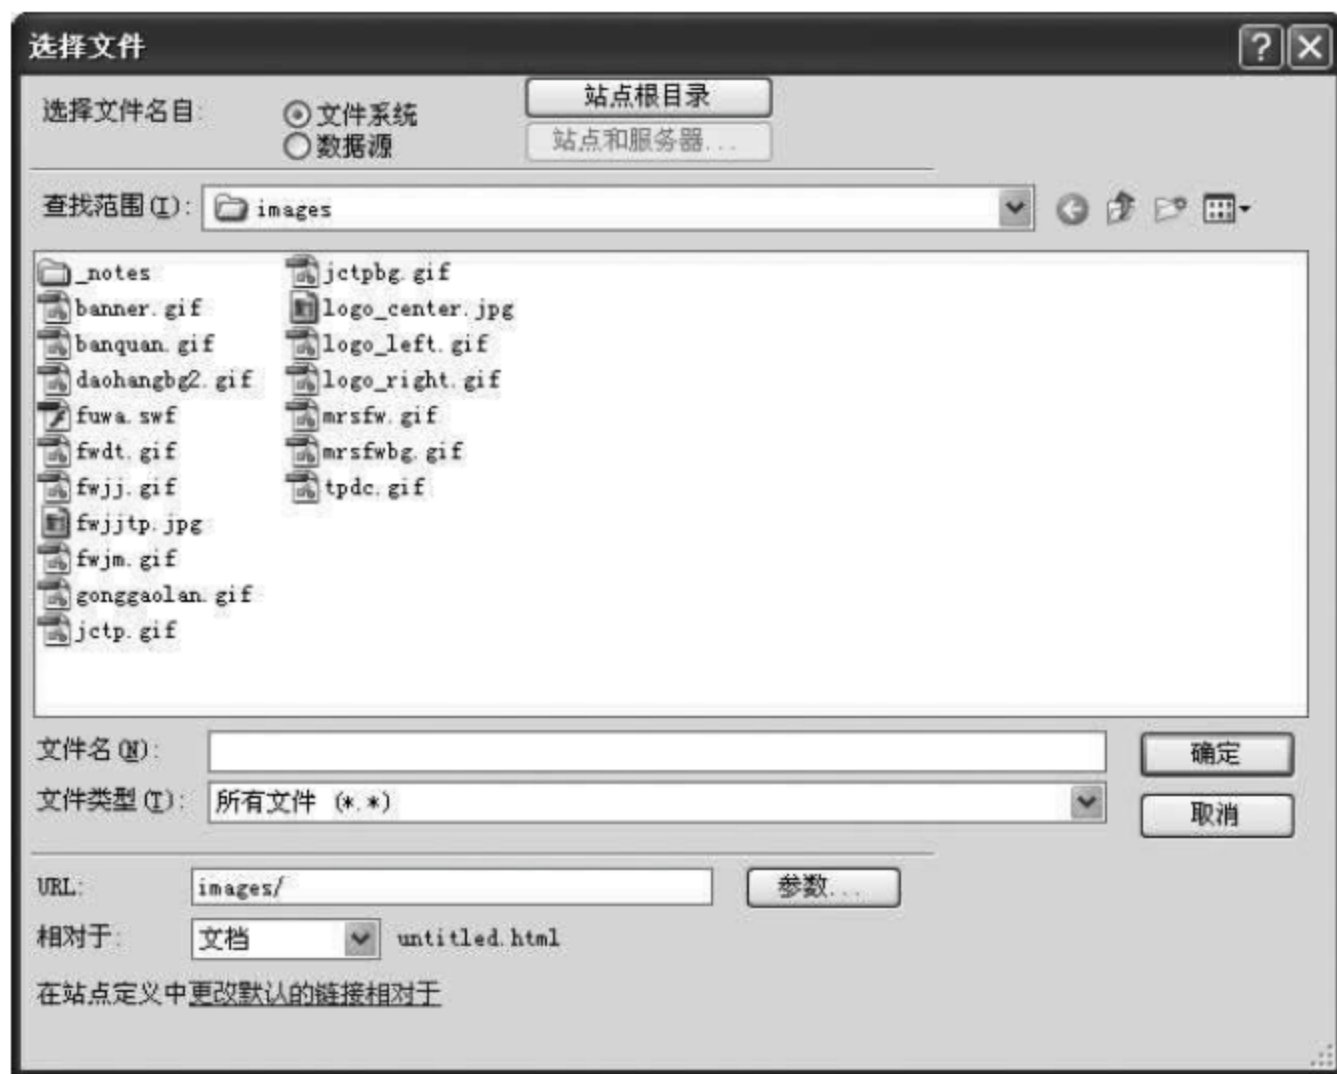 选择文件
选择文件名自:
文件系统
站点根目录
数据源
站点和服务器...
查找范围(I):
images
_notes
banner.gif
banquan.gif
daohangbg2.gif
fuwa.swf
fwdt.gif
fwjj.gif
fwjjtp.jpg
fwjm.gif
gonggaolan.gif
jctp.gif
jctpbg.gif
logo_center.jpg
logo_left.gif
logo_right.gif
mrsfw.gif
mrsfwbg.gif
tpdc.gif
文件名(N):
确定
文件类型(T):
所有文件 (*.*)
取消
URL:
images/
参数...
相对于:
文档
untitled.html
在站点定义中更改默认的链接相对于